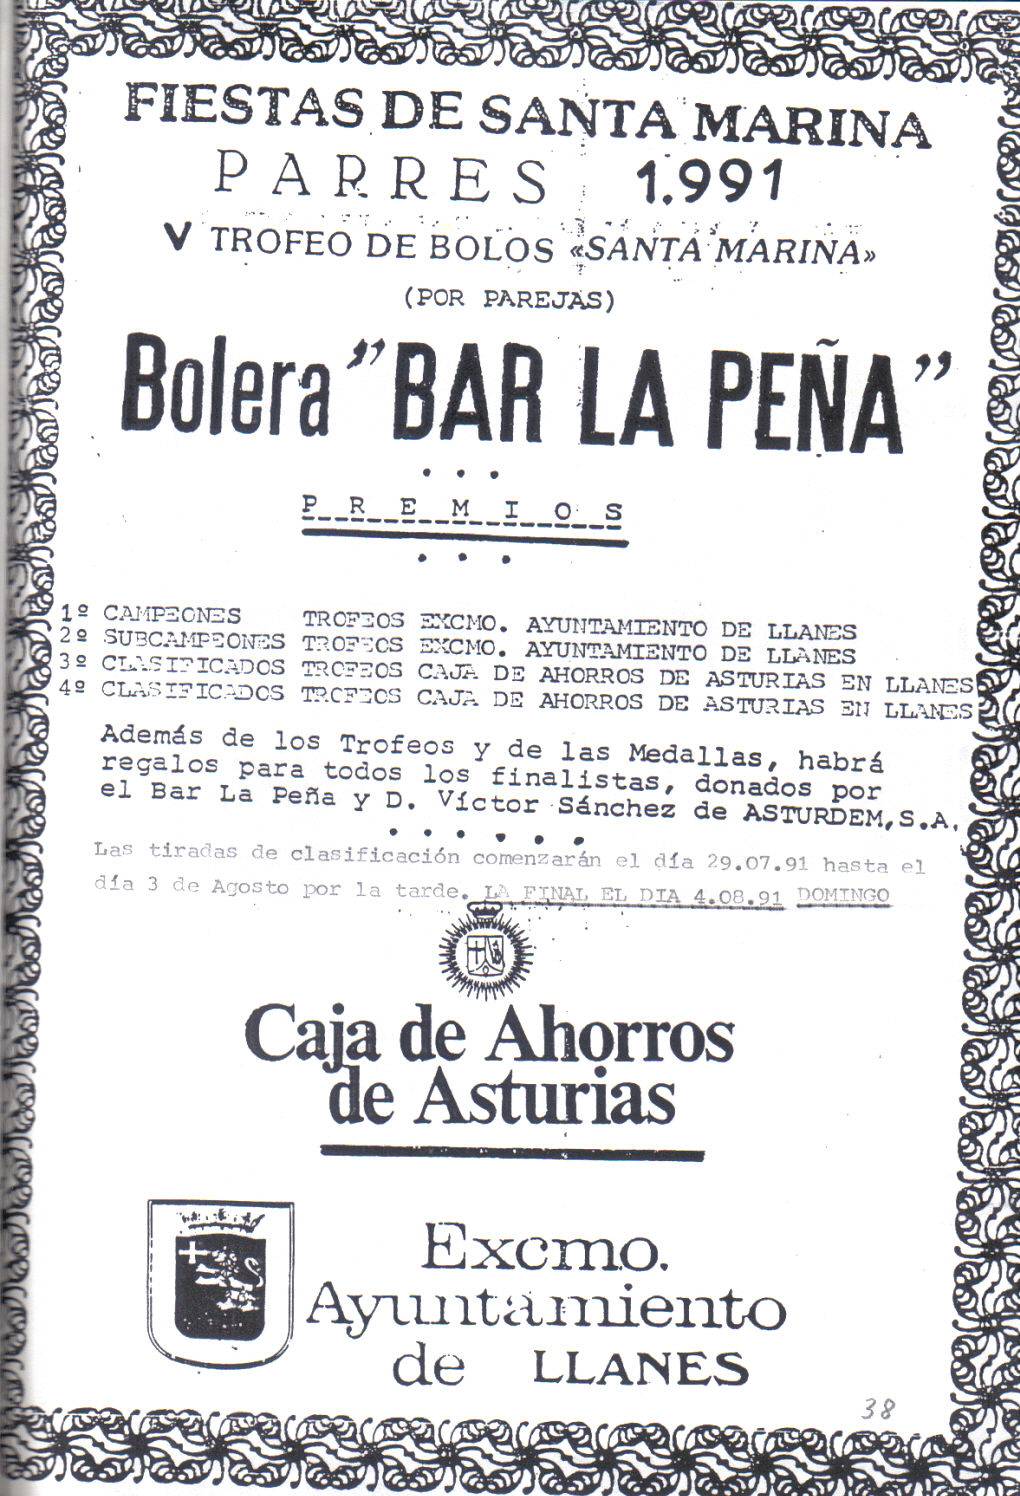 FIESTAS DE SANTA MARINA
PARRES 1.991
V TROFEO DE BOLOS «SANTA MARINA»
(POR PAREJAS)
Bolera "BAR LA PEÑA"
PREMIOS
1º CAMPEONES TROFEOS EXCMO. AYUNTAMIENTO DE LLANES
2º SUBCAMPEONES TROFEOS EXCMO. AYUNTAMIENTO DE LLANES
3º CLASIFICADOS TROFEOS CAJA DE AHORROS DE ASTURIAS EN LLANES
4º CLASIFICADOS TROFEOS CAJA DE AHORROS DE ASTURIAS EN LLANES
Además de los Trofeos y de las Medallas, habrá
regalos para todos los finalistas, donados por
el Bar La Peña y D. Víctor Sánchez de ASTURDEM,S.A.
Las tiradas de clasificación comenzarán el día 29.07.91 hasta el
día 3 de Agosto por la tarde. LA FINAL EL DIA 4.08.91 DOMINGO
Caja de Ahorros
de Asturias
Excmo.
Ayuntamiento
de LLANES
38